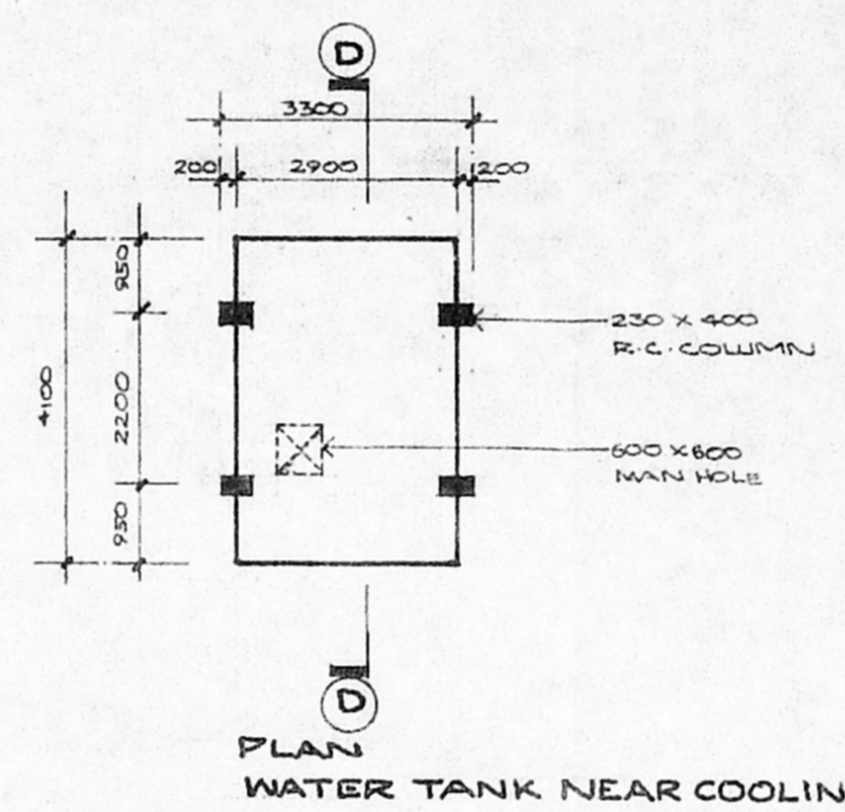 D
3300
200 2900 200
950
2200
950
4100
230 X 400
R.C. COLUMN
600 X 600
MAN HOLE
D
PLAN
WATER TANK NEAR COOLIN